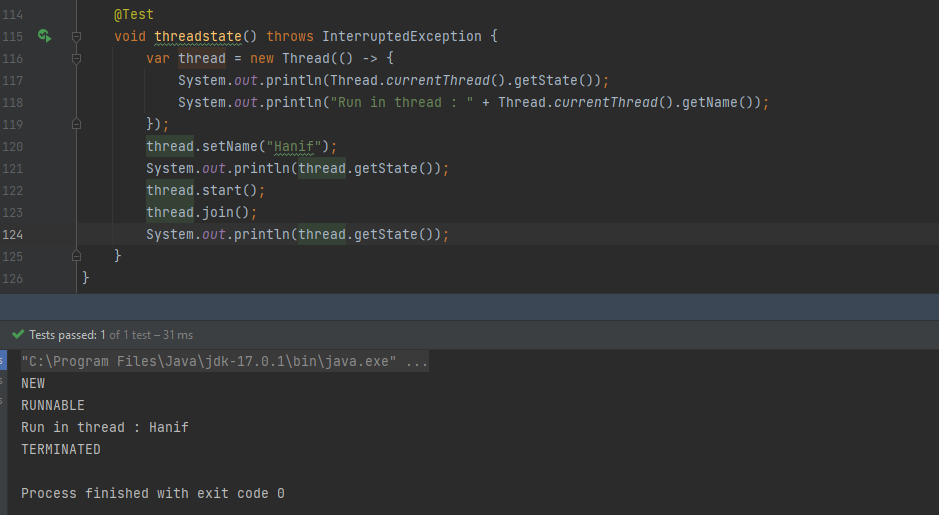 114 @Test
115 void threadstate() throws InterruptedException {
116 var thread = new Thread(() -> {
117 System.out.println(Thread.currentThread().getState());
118 System.out.println("Run in thread : " + Thread.currentThread().getName());
119 });
120 thread.setName("Hanif");
121 System.out.println(thread.getState());
122 thread.start();
123 thread.join();
124 System.out.println(thread.getState());
125 }
126 }
Tests passed: 1 of 1 test – 31 ms
"C:\Program Files\Java\jdk-17.0.1\bin\java.exe" ...
NEW
RUNNABLE
Run in thread : Hanif
TERMINATED
Process finished with exit code 0